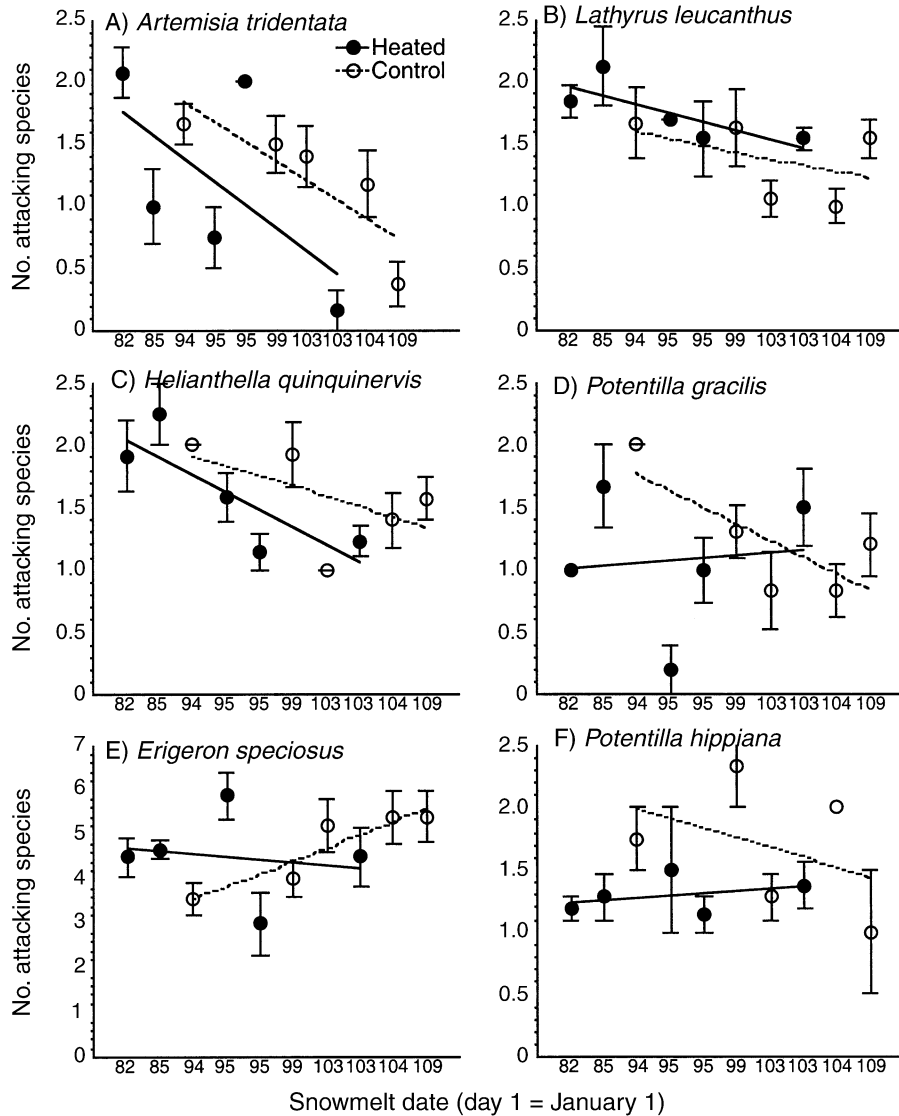 A) Artemisia tridentata
Heated
Control
No. attacking species
2.5
2.0
1.5
1.0
0.5
0
82 85 94 95 95 99 103 103 104 109
B) Lathyrus leucanthus
2.5
2.0
1.5
1.0
0.5
0
82 85 94 95 95 99 103 103 104 109
C) Helianthella quinquinervis
No. attacking species
2.5
2.0
1.5
1.0
0.5
0
82 85 94 95 95 99 103 103 104 109
D) Potentilla gracilis
2.5
2.0
1.5
1.0
0.5
0
82 85 94 95 95 99 103 103 104 109
E) Erigeron speciosus
No. attacking species
7
6
5
4
3
2
1
0
82 85 94 95 95 99 103 103 104 109
F) Potentilla hippiana
2.5
2.0
1.5
1.0
0.5
0
82 85 94 95 95 99 103 103 104 109
Snowmelt date (day 1 = January 1)